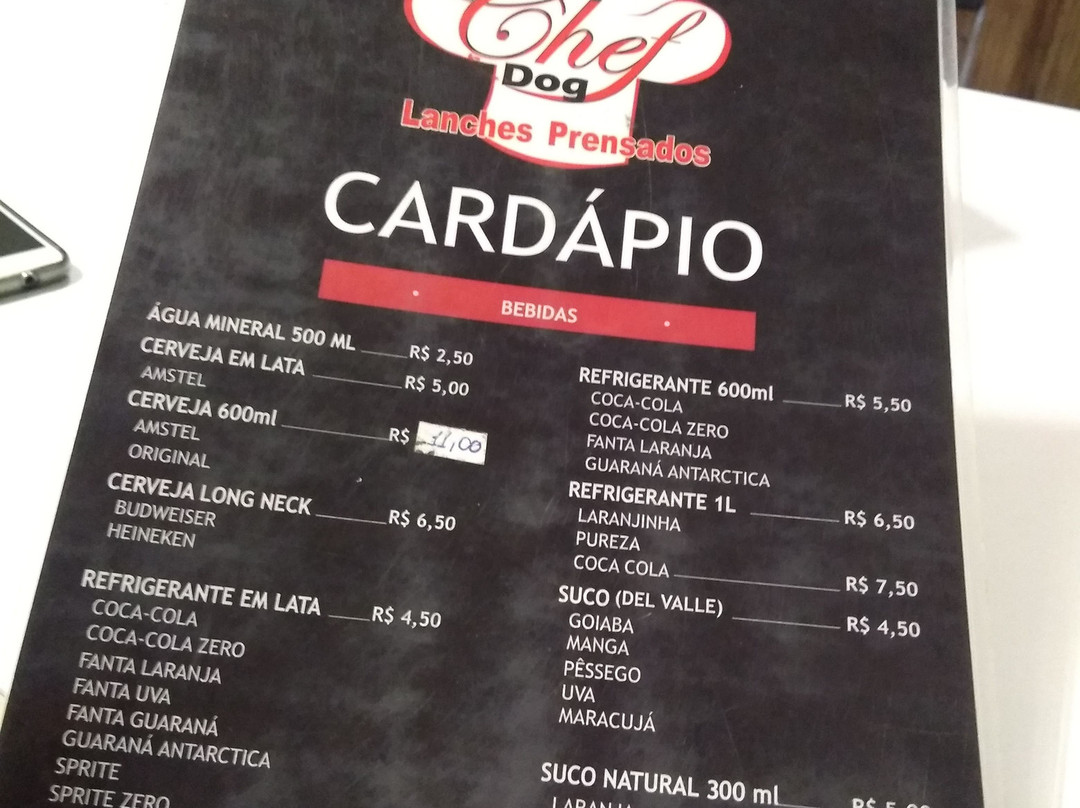 Chef
Dog
Lanches Prensados
CARDÁPIO
BEBIDAS
ÁGUA MINERAL 500 ML R$ 2,50
CERVEJA EM LATA R$ 5,00
AMSTEL
CERVEJA 600ml R$ 11,00
AMSTEL
ORIGINAL
CERVEJA LONG NECK R$ 6,50
BUDWEISER
HEINEKEN
REFRIGERANTE EM LATA R$ 4,50
COCA-COLA
COCA-COLA ZERO
FANTA LARANJA
FANTA UVA
FANTA GUARANÁ
GUARANÁ ANTARCTICA
SPRITE
SPRITE ZERO
REFRIGERANTE 600ml R$ 5,50
COCA-COLA
COCA-COLA ZERO
FANTA LARANJA
GUARANÁ ANTARCTICA
REFRIGERANTE 1L R$ 6,50
LARANJINHA
PUREZA
COCA COLA R$ 7,50
SUCO (DEL VALLE) R$ 4,50
GOIABA
MANGA
PÊSSEGO
UVA
MARACUJÁ
SUCO NATURAL 300 ml R$
LARANJA